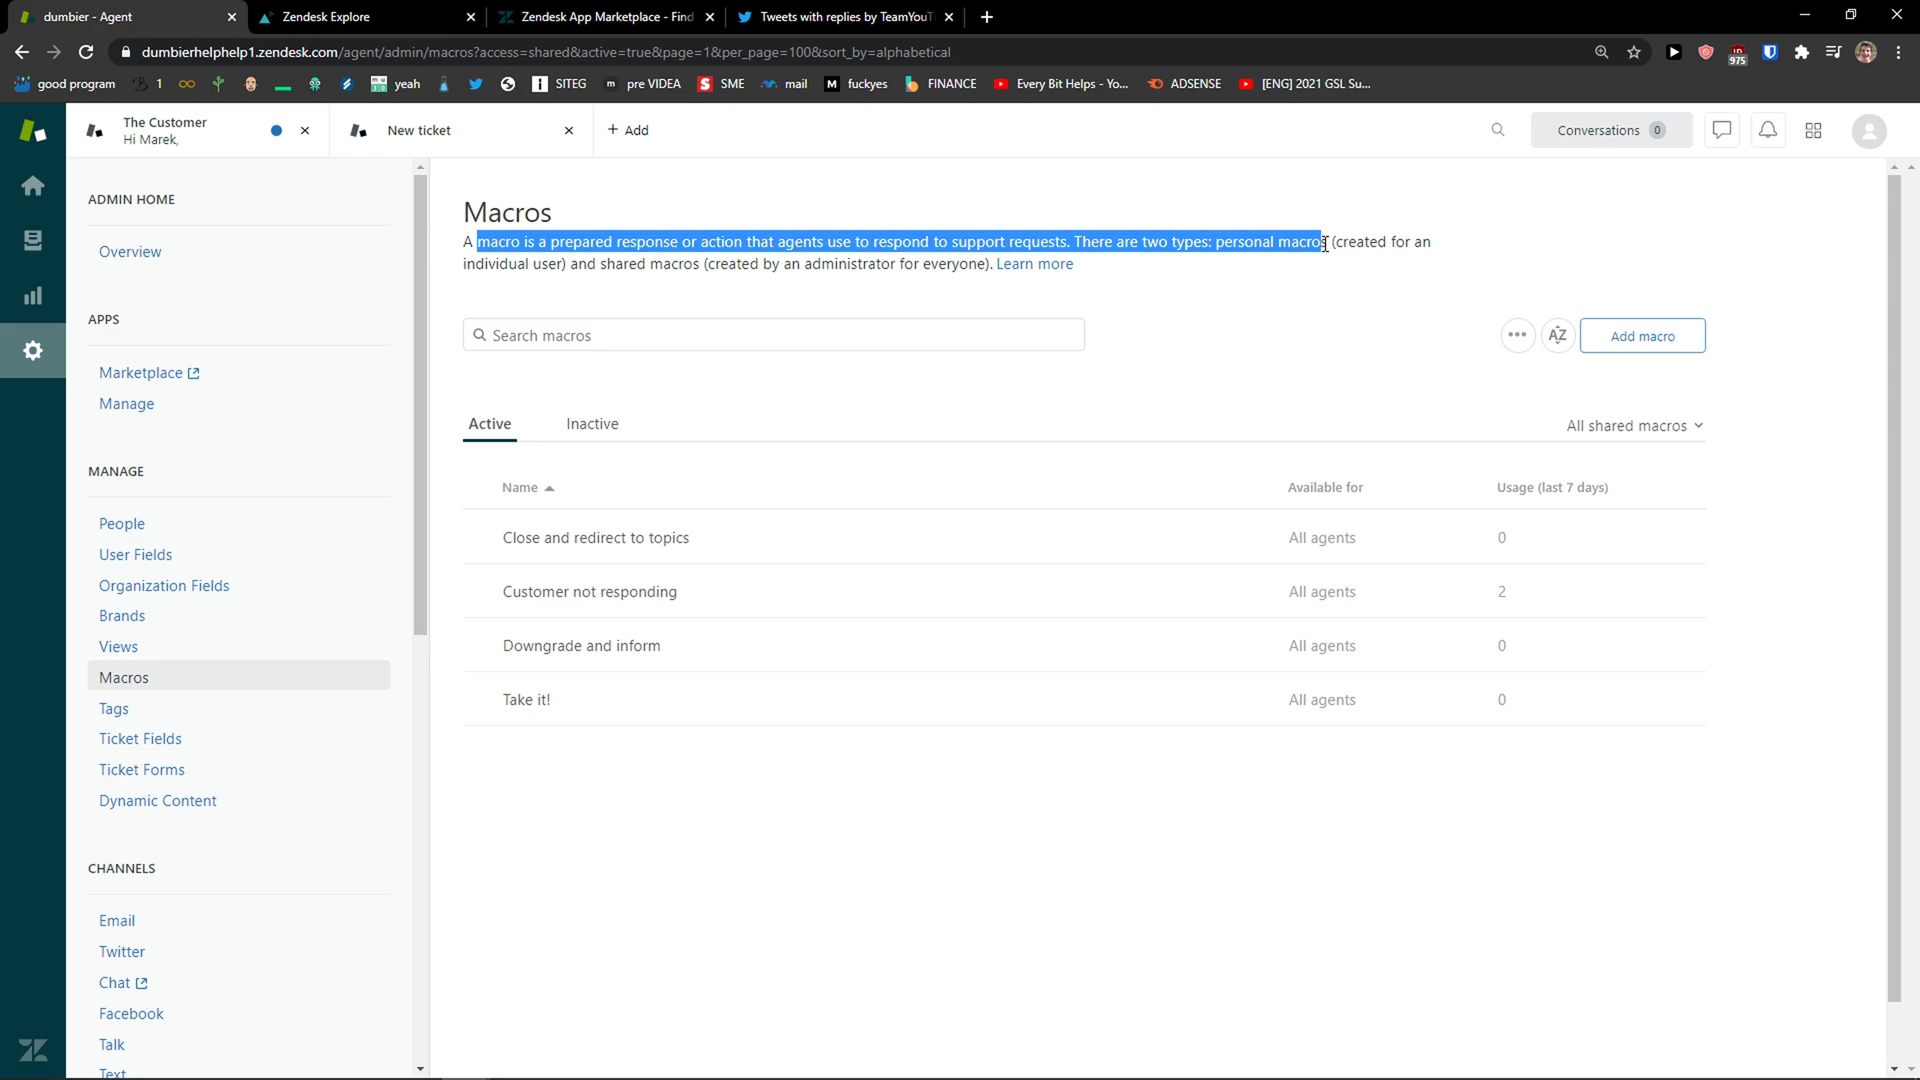 dumbier - Agent
Zendesk Explore
Zendesk App Marketplace - Find
Tweets with replies by TeamYouT
dumbierhelphelp1.zendesk.com/agent/admin/macros?access=shared&active=true&page=1&per_page=100&sort_by=alphabetical
975
good program
1
yeah
SITEG
pre VIDEA
SME
mail
fuckyes
FINANCE
Every Bit Helps - Yo...
ADSENSE
[ENG] 2021 GSL Su...
The Customer
Hi Marek,
New ticket
+ Add
Conversations 0
ADMIN HOME
Overview
APPS
Marketplace
Manage
MANAGE
People
User Fields
Organization Fields
Brands
Views
Macros
Tags
Ticket Fields
Ticket Forms
Dynamic Content
CHANNELS
Email
Twitter
Chat
Facebook
Talk
Text
Macros
A macro is a prepared response or action that agents use to respond to support requests. There are two types: personal macros (created for an
individual user) and shared macros (created by an administrator for everyone). Learn more
Search macros
AZ
Add macro
Active
Inactive
All shared macros
Name
Available for
Usage (last 7 days)
Close and redirect to topics
All agents
0
Customer not responding
All agents
2
Downgrade and inform
All agents
0
Take it!
All agents
0